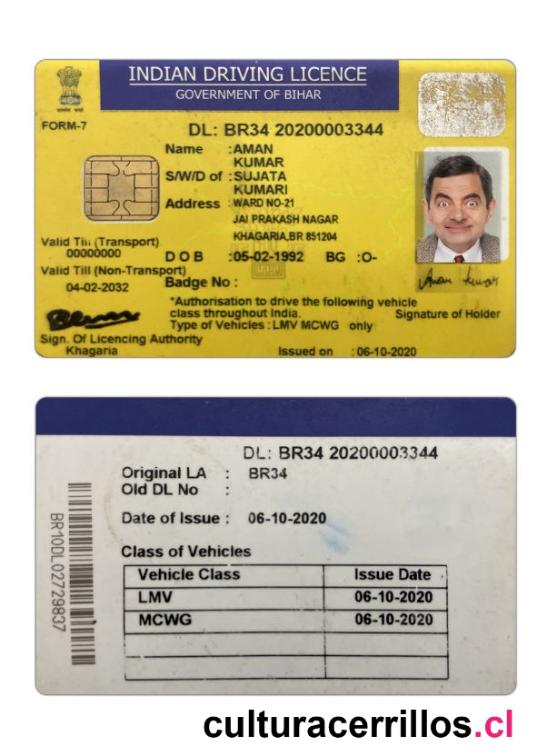 INDIAN DRIVING LICENCE
GOVERNMENT OF BIHAR
FORM-7
DL: BR34 20200003344
Name :AMAN
KUMAR
S/W/D of :SUJATA
KUMARI
Address :WARD NO-21
JAI PRAKASH NAGAR
KHAGARIA,BR 851204
Valid Till (Transport)
00000000
D O B :05-02-1992 BG :O-
Valid Till (Non-Transport)
04-02-2032
Badge No :
Aman Kumar
*Authorisation to drive the following vehicle
class throughout India.
Signature of Holder
Type of Vehicles :LMV MCWG only
Sign. Of Licencing Authority
Khagaria
Issued on :06-10-2020
DL: BR34 20200003344
Original LA : BR34
Old DL No :
Date of Issue : 06-10-2020
Class of Vehicles
Vehicle Class Issue Date
LMV 06-10-2020
MCWG 06-10-2020
BR10DL02729837
culturacerrillos.cl